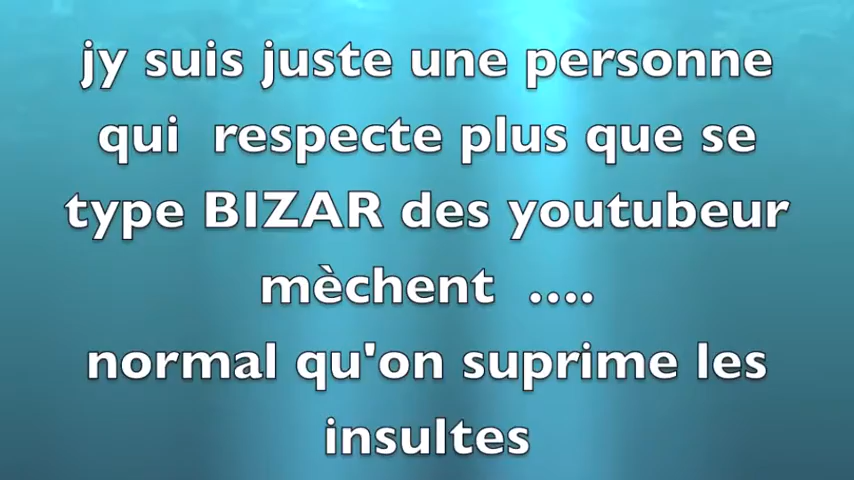 jy suis juste une personne
qui respecte plus que se
type BIZAR des youtubeur
mèchent ....
normal qu'on suprime les
insultes